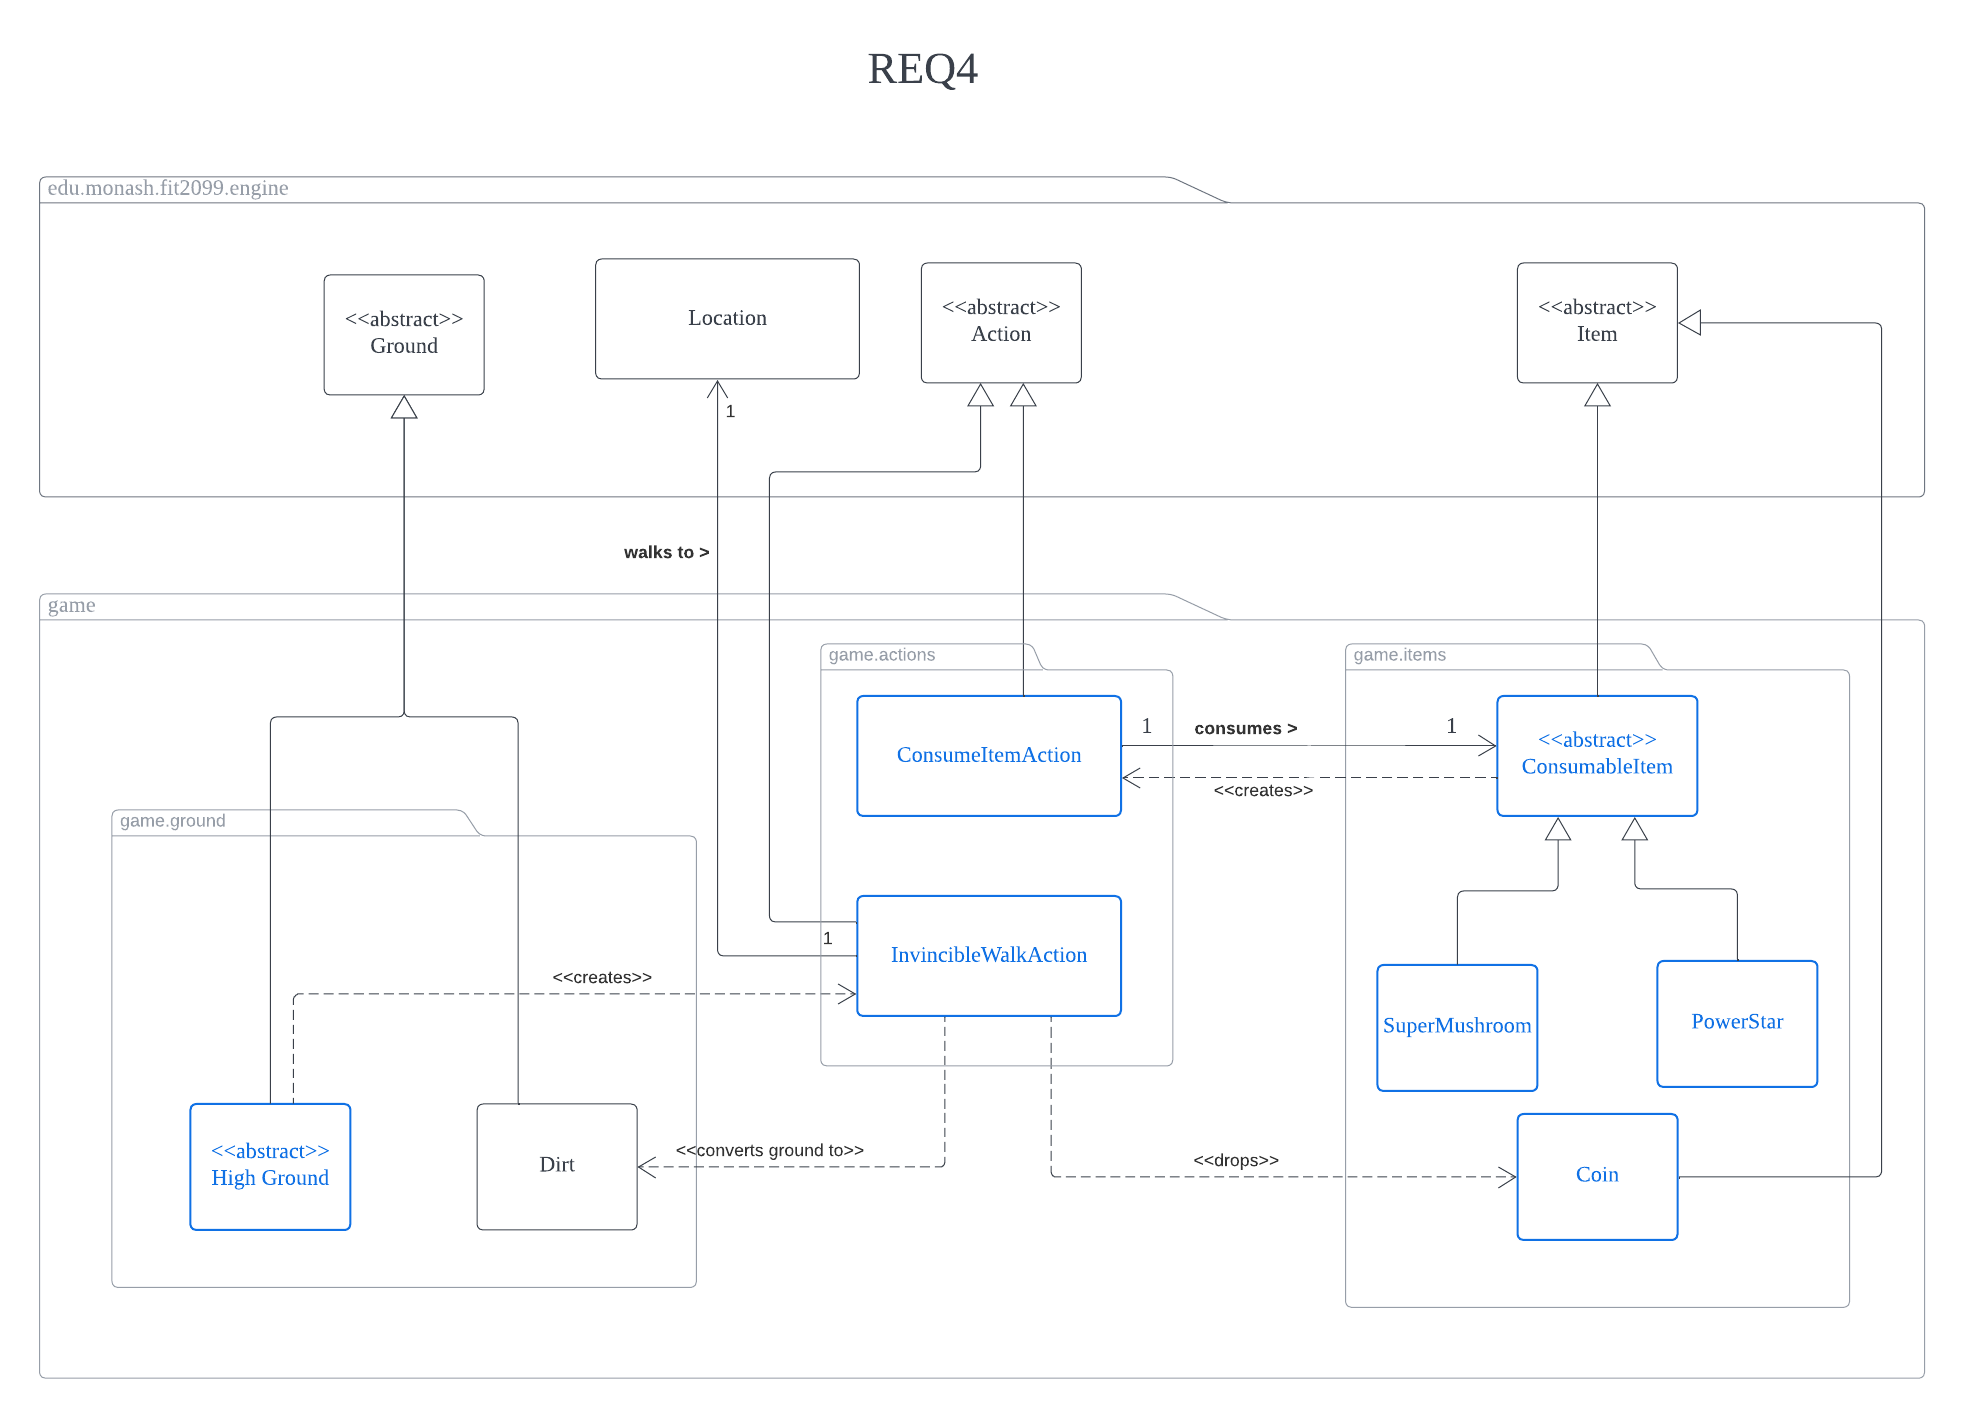 REQ4
edu.monash.fit2099.engine
<<abstract>>
Ground
Location
<<abstract>>
Action
<<abstract>>
Item
1
walks to >
game
game.actions
game.items
ConsumeItemAction
1
consumes >
1
<<creates>>
<<abstract>>
ConsumableItem
game.ground
1
InvincibleWalkAction
<<creates>>
SuperMushroom
PowerStar
<<abstract>>
High Ground
Dirt
<<converts ground to>>
<<drops>>
Coin